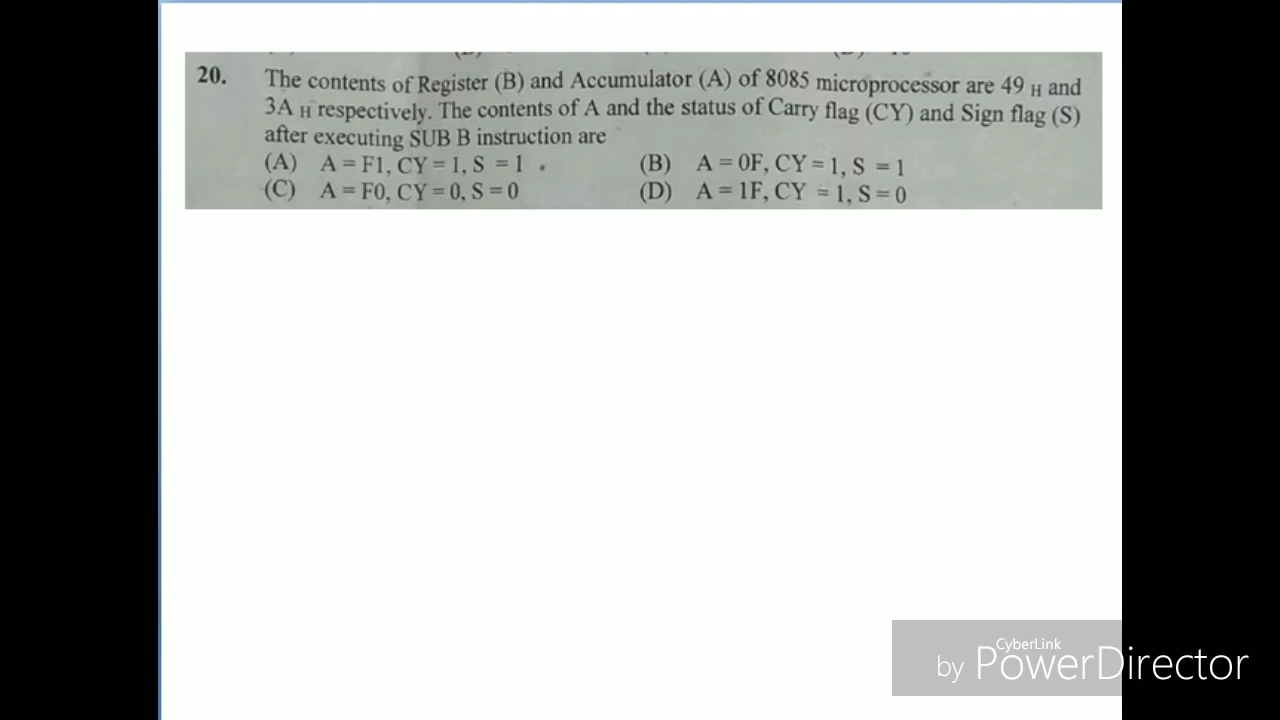 20. The contents of Register (B) and Accumulator (A) of 8085 microprocessor are 49 H and
3A H respectively. The contents of A and the status of Carry flag (CY) and Sign flag (S)
after executing SUB B instruction are
(A) A = F1, CY = 1, S = 1 (B) A = 0F, CY = 1, S = 1
(C) A = F0, CY = 0, S = 0 (D) A = 1F, CY = 1, S = 0
CyberLink
by PowerDirector